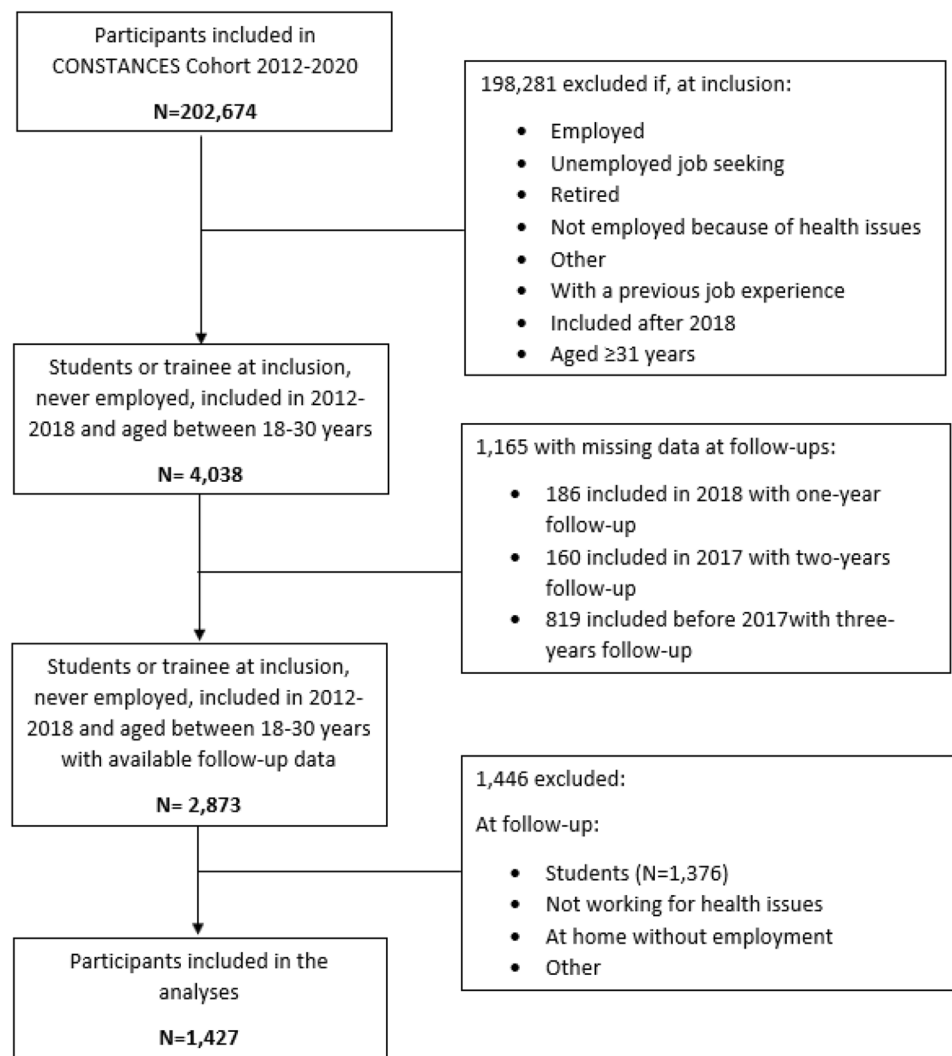 Participants included in
CONSTANCES Cohort 2012-2020
N=202,674
198,281 excluded if, at inclusion:
• Employed
• Unemployed job seeking
• Retired
• Not employed because of health issues
• Other
• With a previous job experience
• Included after 2018
• Aged ≥31 years
Students or trainee at inclusion,
never employed, included in 2012-
2018 and aged between 18-30 years
N= 4,038
1,165 with missing data at follow-ups:
• 186 included in 2018 with one-year
follow-up
• 160 included in 2017 with two-years
follow-up
• 819 included before 2017with three-
years follow-up
Students or trainee at inclusion,
never employed, included in 2012-
2018 and aged between 18-30 years
with available follow-up data
N= 2,873
1,446 excluded:
At follow-up:
• Students (N=1,376)
• Not working for health issues
• At home without employment
• Other
Participants included in the
analyses
N=1,427